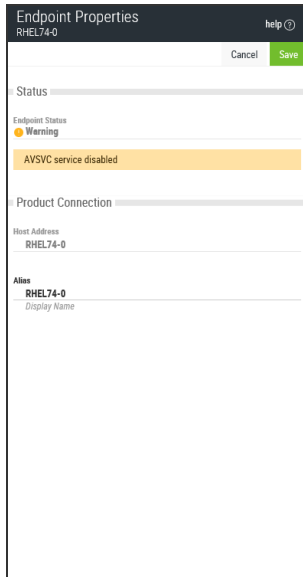 Endpoint Properties
RHEL74-0
help ?
Cancel Save
Status
Endpoint Status
! Warning
AVSVC service disabled
Product Connection
Host Address
RHEL74-0
Alias
RHEL74-0
Display Name